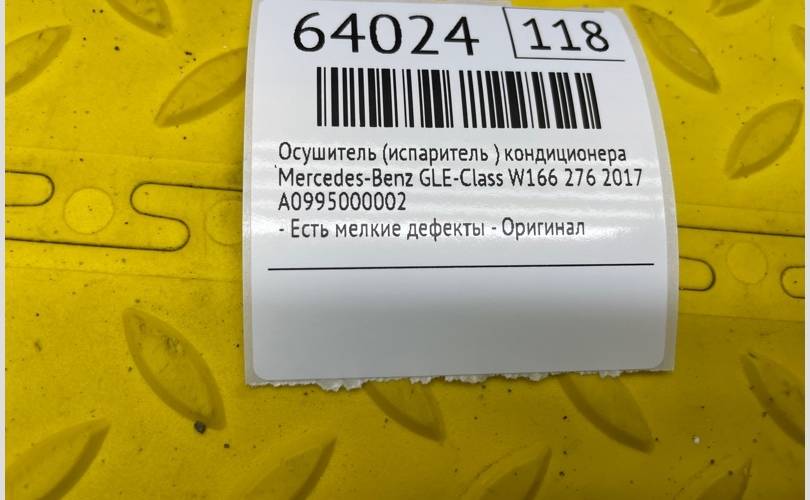 64024 118
Осушитель (испаритель ) кондиционера
Mercedes-Benz GLE-Class W166 276 2017
A0995000002
- Есть мелкие дефекты - Оригинал